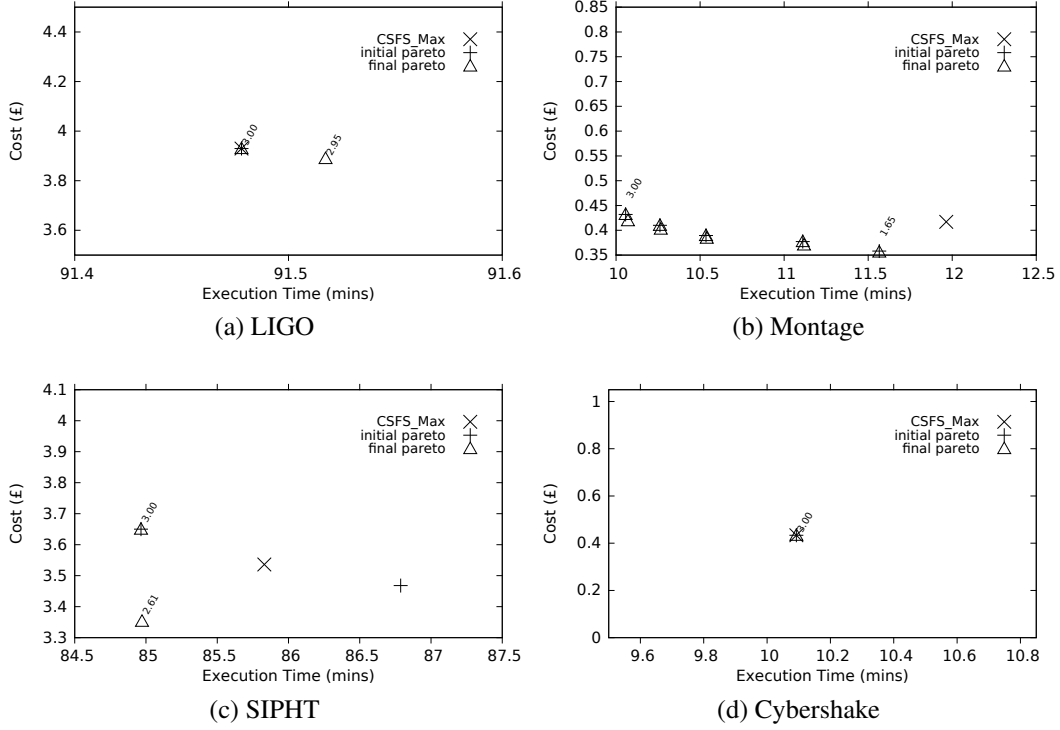 4.4
4.2
4
3.8
3.6
91.4
91.5
91.6
Cost (£)
Execution Time (mins)
CSFS_Max
initial pareto
final pareto
3.00
2.95
(a) LIGO
0.85
0.8
0.75
0.7
0.65
0.6
0.55
0.5
0.45
0.4
0.35
10
10.5
11
11.5
12
12.5
Cost (£)
Execution Time (mins)
CSFS_Max
initial pareto
final pareto
3.00
1.65
(b) Montage
4.1
4
3.9
3.8
3.7
3.6
3.5
3.4
3.3
84.5
85
85.5
86
86.5
87
87.5
Cost (£)
Execution Time (mins)
CSFS_Max
initial pareto
final pareto
3.00
2.61
(c) SIPHT
1
0.8
0.6
0.4
0.2
0
9.6
9.8
10
10.2
10.4
10.6
10.8
Cost (£)
Execution Time (mins)
CSFS_Max
initial pareto
final pareto
3.00
(d) Cybershake